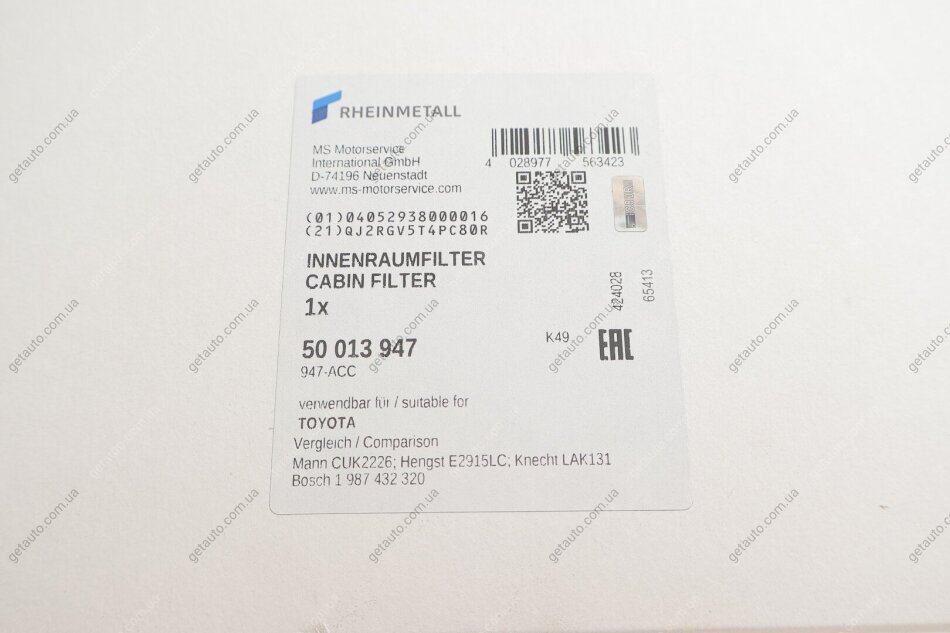 RHEINMETALL
MS Motorservice
International GmbH
D-74196 Neuenstadt
www.ms-motorservice.com
4 028977 563423
(01)04052938000016
(21)QJ2RGV5T4PC80R
INNENRAUMFILTER
CABIN FILTER
1x
424028
65413
50 013 947
947-ACC
K49
EAC
verwendbar für / suitable for
TOYOTA
Vergleich / Comparison
Mann CUK2226; Hengst E2915LC; Knecht LAK131
Bosch 1 987 432 320
getauto.com.ua